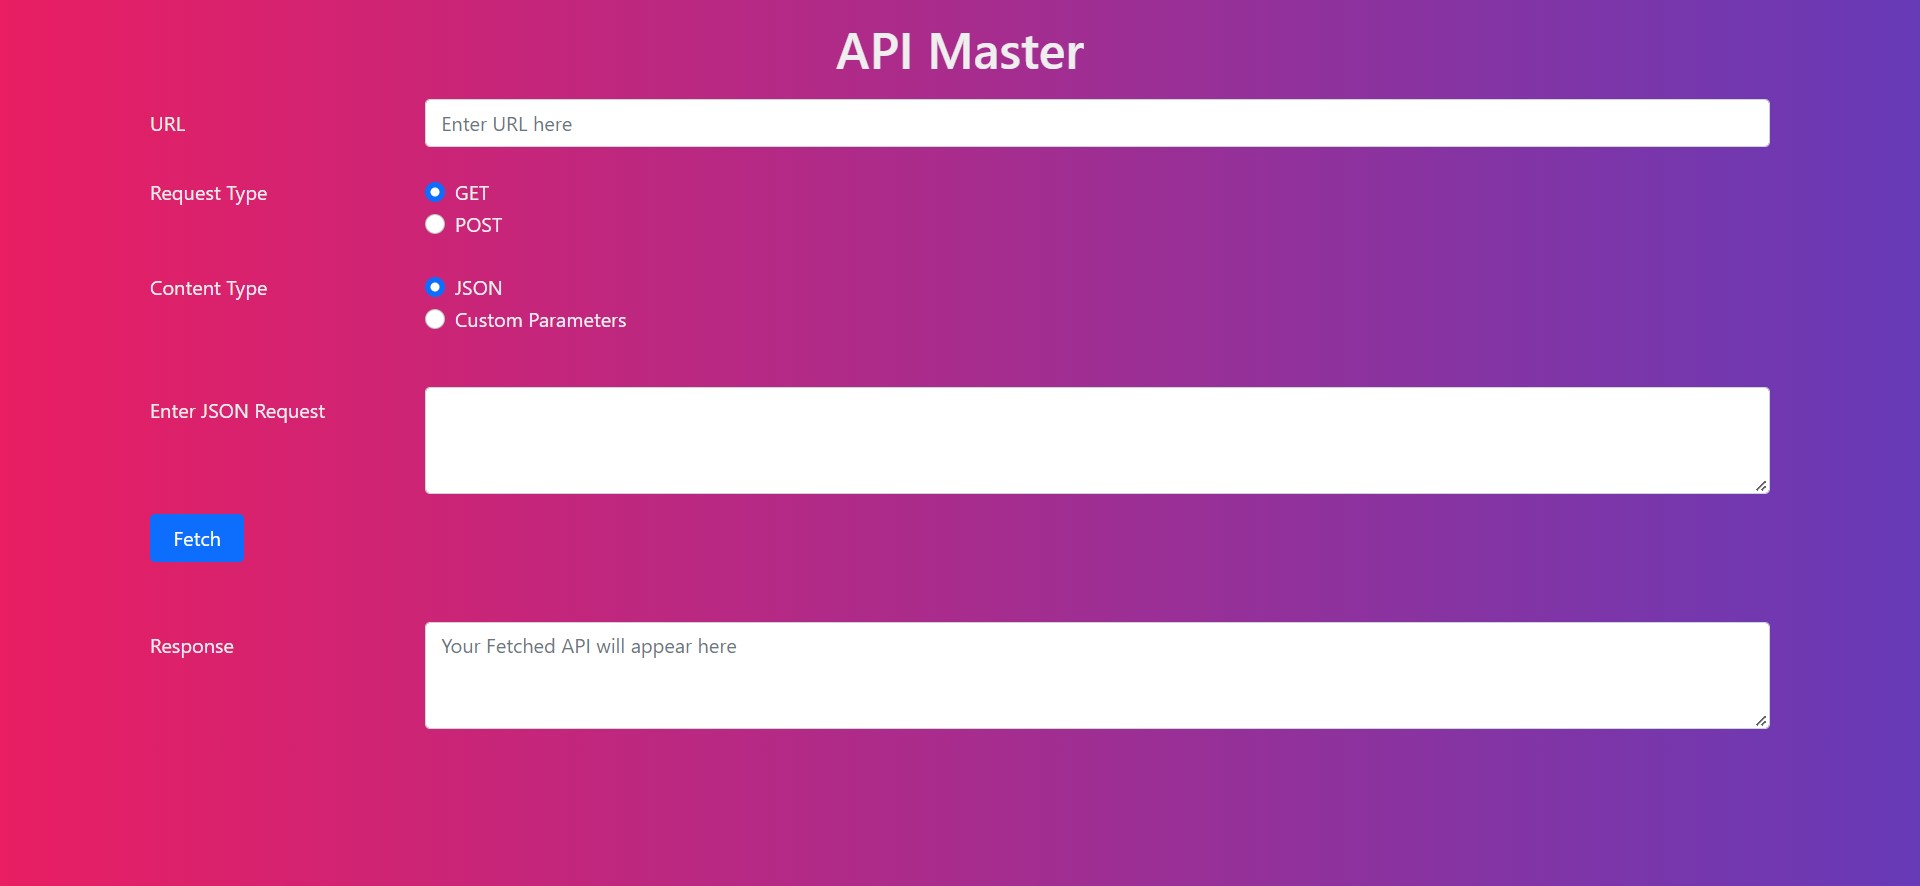 API Master
URL
Enter URL here
Request Type
GET
POST
Content Type
JSON
Custom Parameters
Enter JSON Request
Fetch
Response
Your Fetched API will appear here